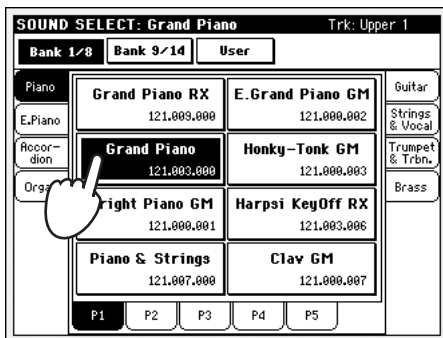 SOUND SELECT: Grand Piano Trk: Upper 1
Bank 1/8 Bank 9/14 User
Piano
E.Piano
Accor-
dion
Grand Piano RX
121.009.000
E.Grand Piano GM
121.000.002
Grand Piano
121.003.000
Honky-Tonk GM
121.000.003
right Piano GM
121.000.001
Harpsi KeyOff RX
121.003.006
Piano & Strings
121.007.000
Clav GM
121.000.007
Guitar
Strings
& Vocal
Trumpet
& Trbn.
Brass
P1 P2 P3 P4 P5